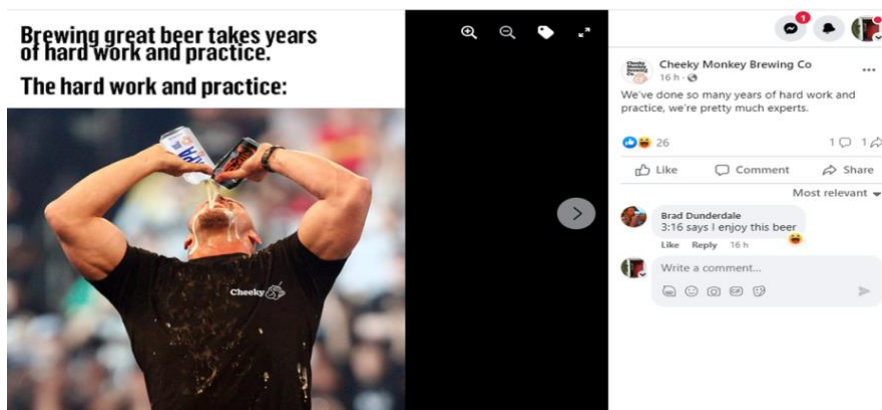 Brewing great beer takes years
of hard work and practice.
The hard work and practice:
Cheeky
1
Cheeky Monkey Brewing Co
16 h
We've done so many years of hard work and
practice, we're pretty much experts.
26
1
1
Like
Comment
Share
Most relevant
Brad Dunderdale
3:16 says I enjoy this beer
Like Reply 16 h
Write a comment...
GIF